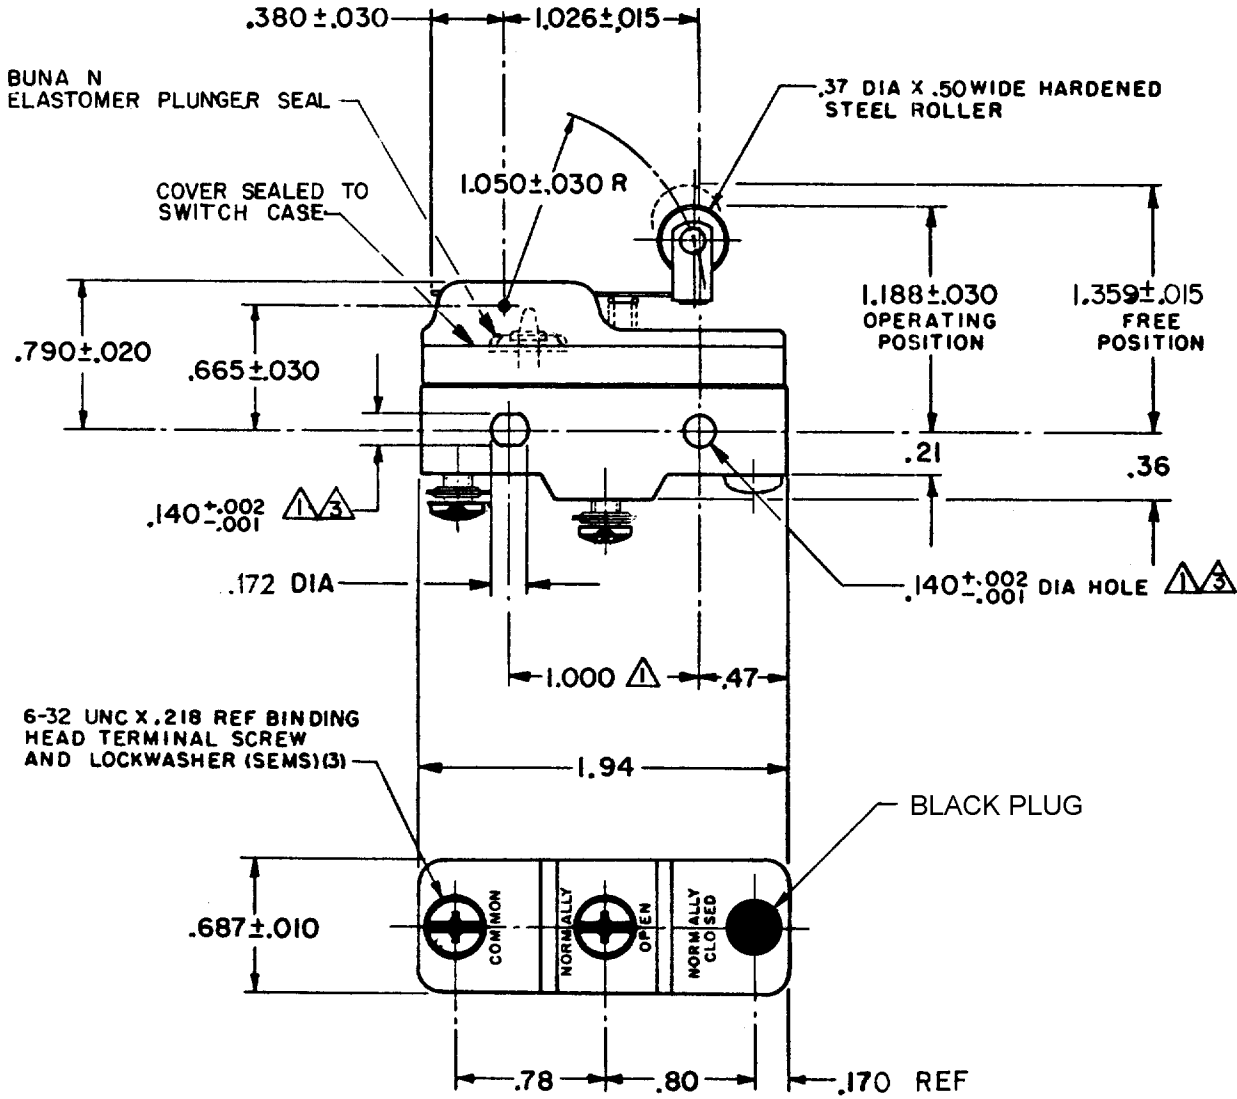 .380±.030
1.026±.015
BUNA N
ELASTOMER PLUNGER SEAL
.37 DIA X .50 WIDE HARDENED
STEEL ROLLER
COVER SEALED TO
SWITCH CASE
1.050±.030 R
.790±.020
.665±.030
1.188±.030
OPERATING
POSITION
1.359±.015
FREE
POSITION
.21
.36
.140 +.002 -.001 1 3
.172 DIA
.140 +.002 -.001 DIA HOLE 1 3
1.000 1
.47
6-32 UNC X .218 REF BINDING
HEAD TERMINAL SCREW
AND LOCKWASHER (SEMS)(3)
1.94
BLACK PLUG
.687±.010
COMMON
NORMALLY
OPEN
NORMALLY
CLOSED
.78
.80
.170 REF